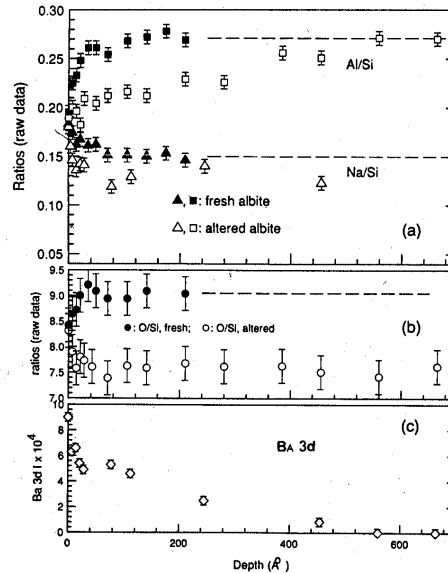 0.30
0.25
0.20
0.15
0.10
0.05
Ratios (raw data)
Al/Si
Na/Si
▲, ■: fresh albite
△, □: altered albite
(a)
9.5
9.0
8.5
8.0
7.5
7.0
ratios (raw data)
● : O/Si, fresh; ○ : O/Si, altered
(b)
10
8
6
4
2
0
Ba 3d I x 10⁴
BA 3d
(c)
0 200 400 600
Depth (Å)